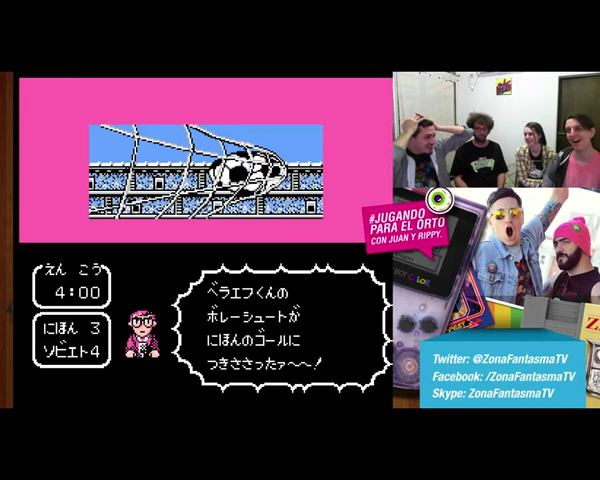 えん こう
4:00
にほん 3
ソビエト4
ベラエフくんの
ボレーシュートが
にほんのゴールに
つきささったァ〜〜!
#JUGANDO
PARA EL ORTO
CON JUAN Y RIPPY.
GAME BOY COLOR
Twitter: @ZonaFantasmaTV
Facebook: /ZonaFantasmaTV
Skype: ZonaFantasmaTV